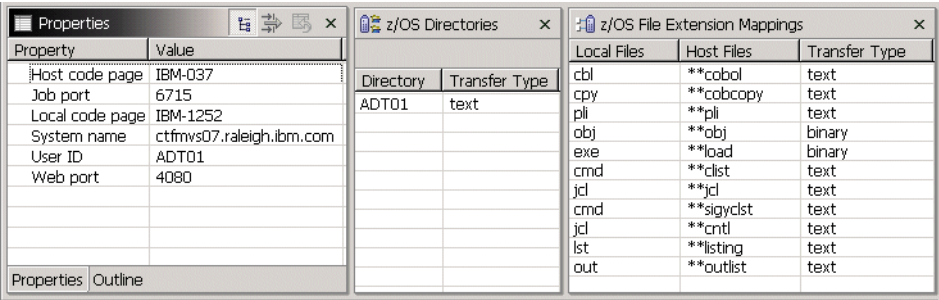 Properties
Property Value
Host code page IBM-037
Job port 6715
Local code page IBM-1252
System name ctfmvs07.raleigh.ibm.com
User ID ADT01
Web port 4080
Properties Outline
z/OS Directories
Directory Transfer Type
ADT01 text
z/OS File Extension Mappings
Local Files Host Files Transfer Type
cbl **cobol text
cpy **cobcopy text
pli **pli text
obj **obj binary
exe **load binary
cmd **clist text
jcl **jcl text
cmd **sigyclst text
jcl **cntl text
lst **listing text
out **outlist text